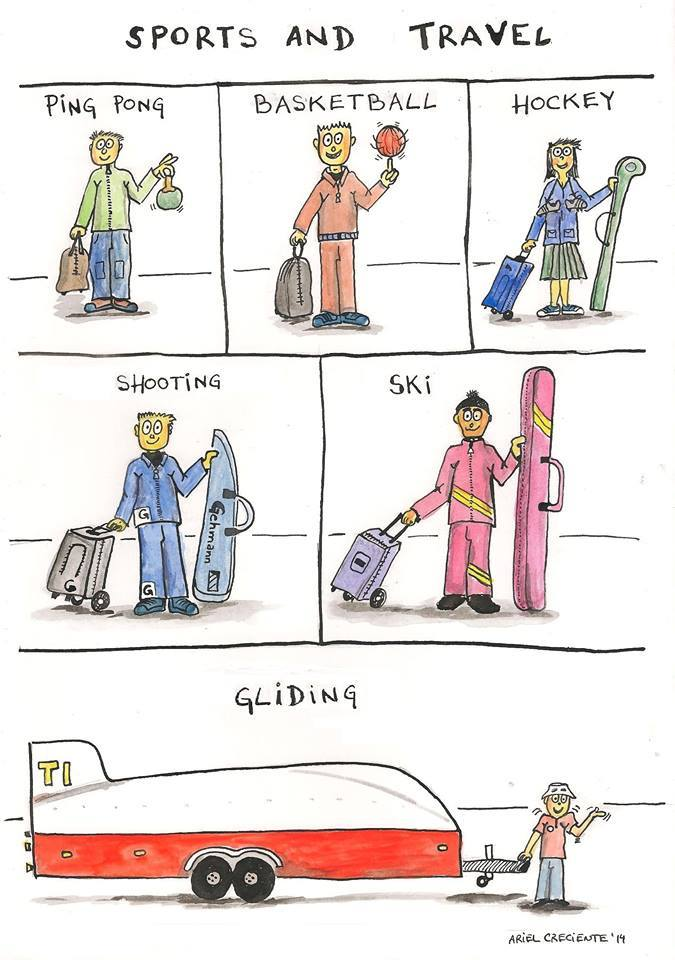 SPORTS AND TRAVEL
PiNG PONG
BASKETBALL
HOCKEY
SHOOTiNG
SKi
G
Gehmann
G
G
GLiDiNG
TI
ARIEL CRECIENTE '14